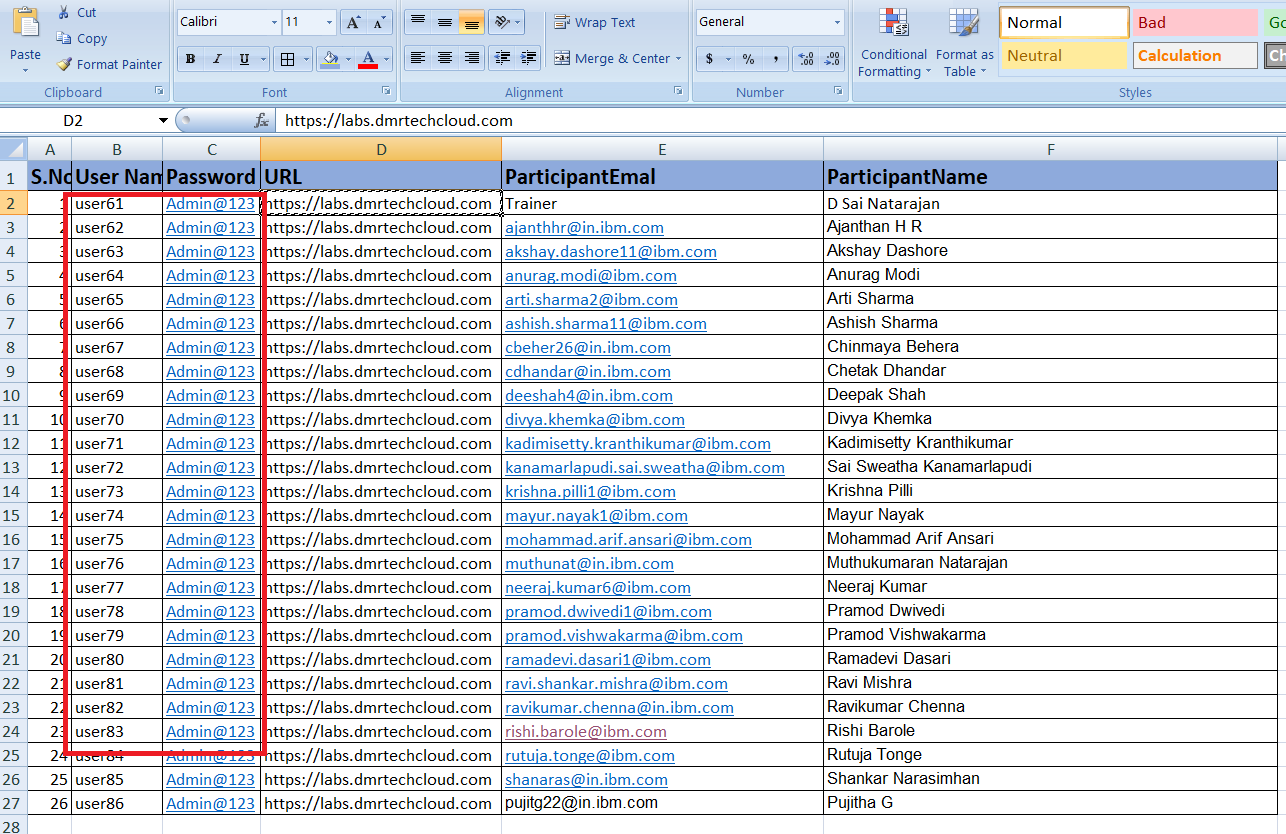 Cut
Calibri 11 Wrap Text General Normal Bad
Copy
Paste Format Painter B I U Merge & Center $ % , Conditional Formatting Format as Table Neutral Calculation
Clipboard Font Alignment Number Styles
D2 fx https://labs.dmrtechcloud.com
A B C D E F
1 S.No User Nam Password URL ParticipantEmal ParticipantName
2 1 user61 Admin@123 https://labs.dmrtechcloud.com Trainer D Sai Natarajan
3 2 user62 Admin@123 https://labs.dmrtechcloud.com ajanthhr@in.ibm.com Ajanthan H R
4 3 user63 Admin@123 https://labs.dmrtechcloud.com akshay.dashore11@ibm.com Akshay Dashore
5 4 user64 Admin@123 https://labs.dmrtechcloud.com anurag.modi@ibm.com Anurag Modi
6 5 user65 Admin@123 https://labs.dmrtechcloud.com arti.sharma2@ibm.com Arti Sharma
7 6 user66 Admin@123 https://labs.dmrtechcloud.com ashish.sharma11@ibm.com Ashish Sharma
8 7 user67 Admin@123 https://labs.dmrtechcloud.com cbeher26@in.ibm.com Chinmaya Behera
9 8 user68 Admin@123 https://labs.dmrtechcloud.com cdhandar@in.ibm.com Chetak Dhandar
10 9 user69 Admin@123 https://labs.dmrtechcloud.com deeshah4@in.ibm.com Deepak Shah
11 10 user70 Admin@123 https://labs.dmrtechcloud.com divya.khemka@ibm.com Divya Khemka
12 11 user71 Admin@123 https://labs.dmrtechcloud.com kadimisetty.kranthikumar@ibm.com Kadimisetty Kranthikumar
13 12 user72 Admin@123 https://labs.dmrtechcloud.com kanamarlapudi.sai.sweatha@ibm.com Sai Sweatha Kanamarlapudi
14 13 user73 Admin@123 https://labs.dmrtechcloud.com krishna.pilli1@ibm.com Krishna Pilli
15 14 user74 Admin@123 https://labs.dmrtechcloud.com mayur.nayak1@ibm.com Mayur Nayak
16 15 user75 Admin@123 https://labs.dmrtechcloud.com mohammad.arif.ansari@ibm.com Mohammad Arif Ansari
17 16 user76 Admin@123 https://labs.dmrtechcloud.com muthunat@in.ibm.com Muthukumaran Natarajan
18 17 user77 Admin@123 https://labs.dmrtechcloud.com neeraj.kumar6@ibm.com Neeraj Kumar
19 18 user78 Admin@123 https://labs.dmrtechcloud.com pramod.dwivedi1@ibm.com Pramod Dwivedi
20 19 user79 Admin@123 https://labs.dmrtechcloud.com pramod.vishwakarma@ibm.com Pramod Vishwakarma
21 20 user80 Admin@123 https://labs.dmrtechcloud.com ramadevi.dasari1@ibm.com Ramadevi Dasari
22 21 user81 Admin@123 https://labs.dmrtechcloud.com ravi.shankar.mishra@ibm.com Ravi Mishra
23 22 user82 Admin@123 https://labs.dmrtechcloud.com ravikumar.chenna@in.ibm.com Ravikumar Chenna
24 23 user83 Admin@123 https://labs.dmrtechcloud.com rishi.barole@ibm.com Rishi Barole
25 24 user84 Admin@123 https://labs.dmrtechcloud.com rutuja.tonge@ibm.com Rutuja Tonge
26 25 user85 Admin@123 https://labs.dmrtechcloud.com shanaras@in.ibm.com Shankar Narasimhan
27 26 user86 Admin@123 https://labs.dmrtechcloud.com pujitg22@in.ibm.com Pujitha G
28